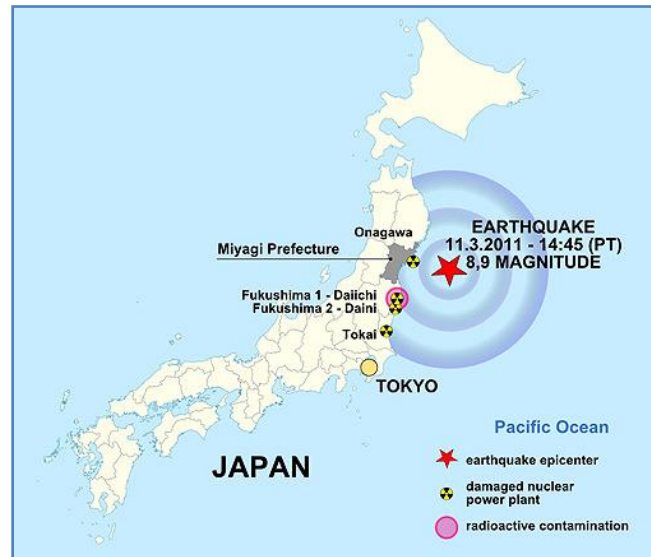 Onagawa
Miyagi Prefecture
EARTHQUAKE
11.3.2011 - 14:45 (PT)
8,9 MAGNITUDE
Fukushima 1 - Daiichi
Fukushima 2 - Daini
Tokai
TOKYO
JAPAN
Pacific Ocean
earthquake epicenter
damaged nuclear
power plant
radioactive contamination